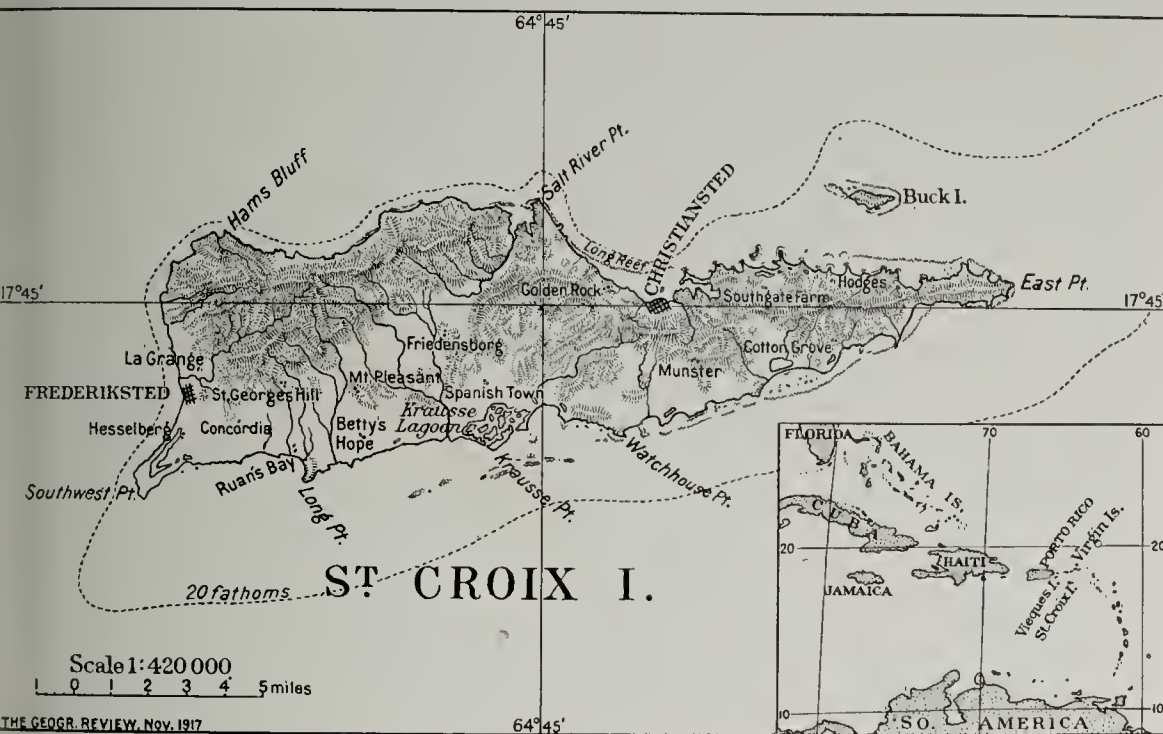 64°45'
Hams Bluff
Salt River Pt.
CHRISTIANSTED
Buck I.
Long Reef
17°45'
Golden Rock
Southgate Farm
Hodges
East Pt.
17°45'
La Grange
Friedensborg
Cotton Grove
Mt. Pleasant
Munster
FREDERIKSTED
St. Georges Hill
Spanish Town
Krausse
Lagoon
Hesselberg
Concordia
Betty's
Hope
Southwest Pt.
Ruan's Bay
Long Pt.
Krausse Pt.
Watchhouse Pt.
20 fathoms
ST. CROIX I.
Scale 1:420 000
1 0 1 2 3 4 5 miles
THE GEOGR. REVIEW, NOV. 1917
64°45'
70
60
FLORIDA
BAHAMA IS.
CUBA
20
HAITI
PORTO RICO
Virgin Is.
20
JAMAICA
Vieques I.
St. Croix I.
10
SO. AMERICA
10